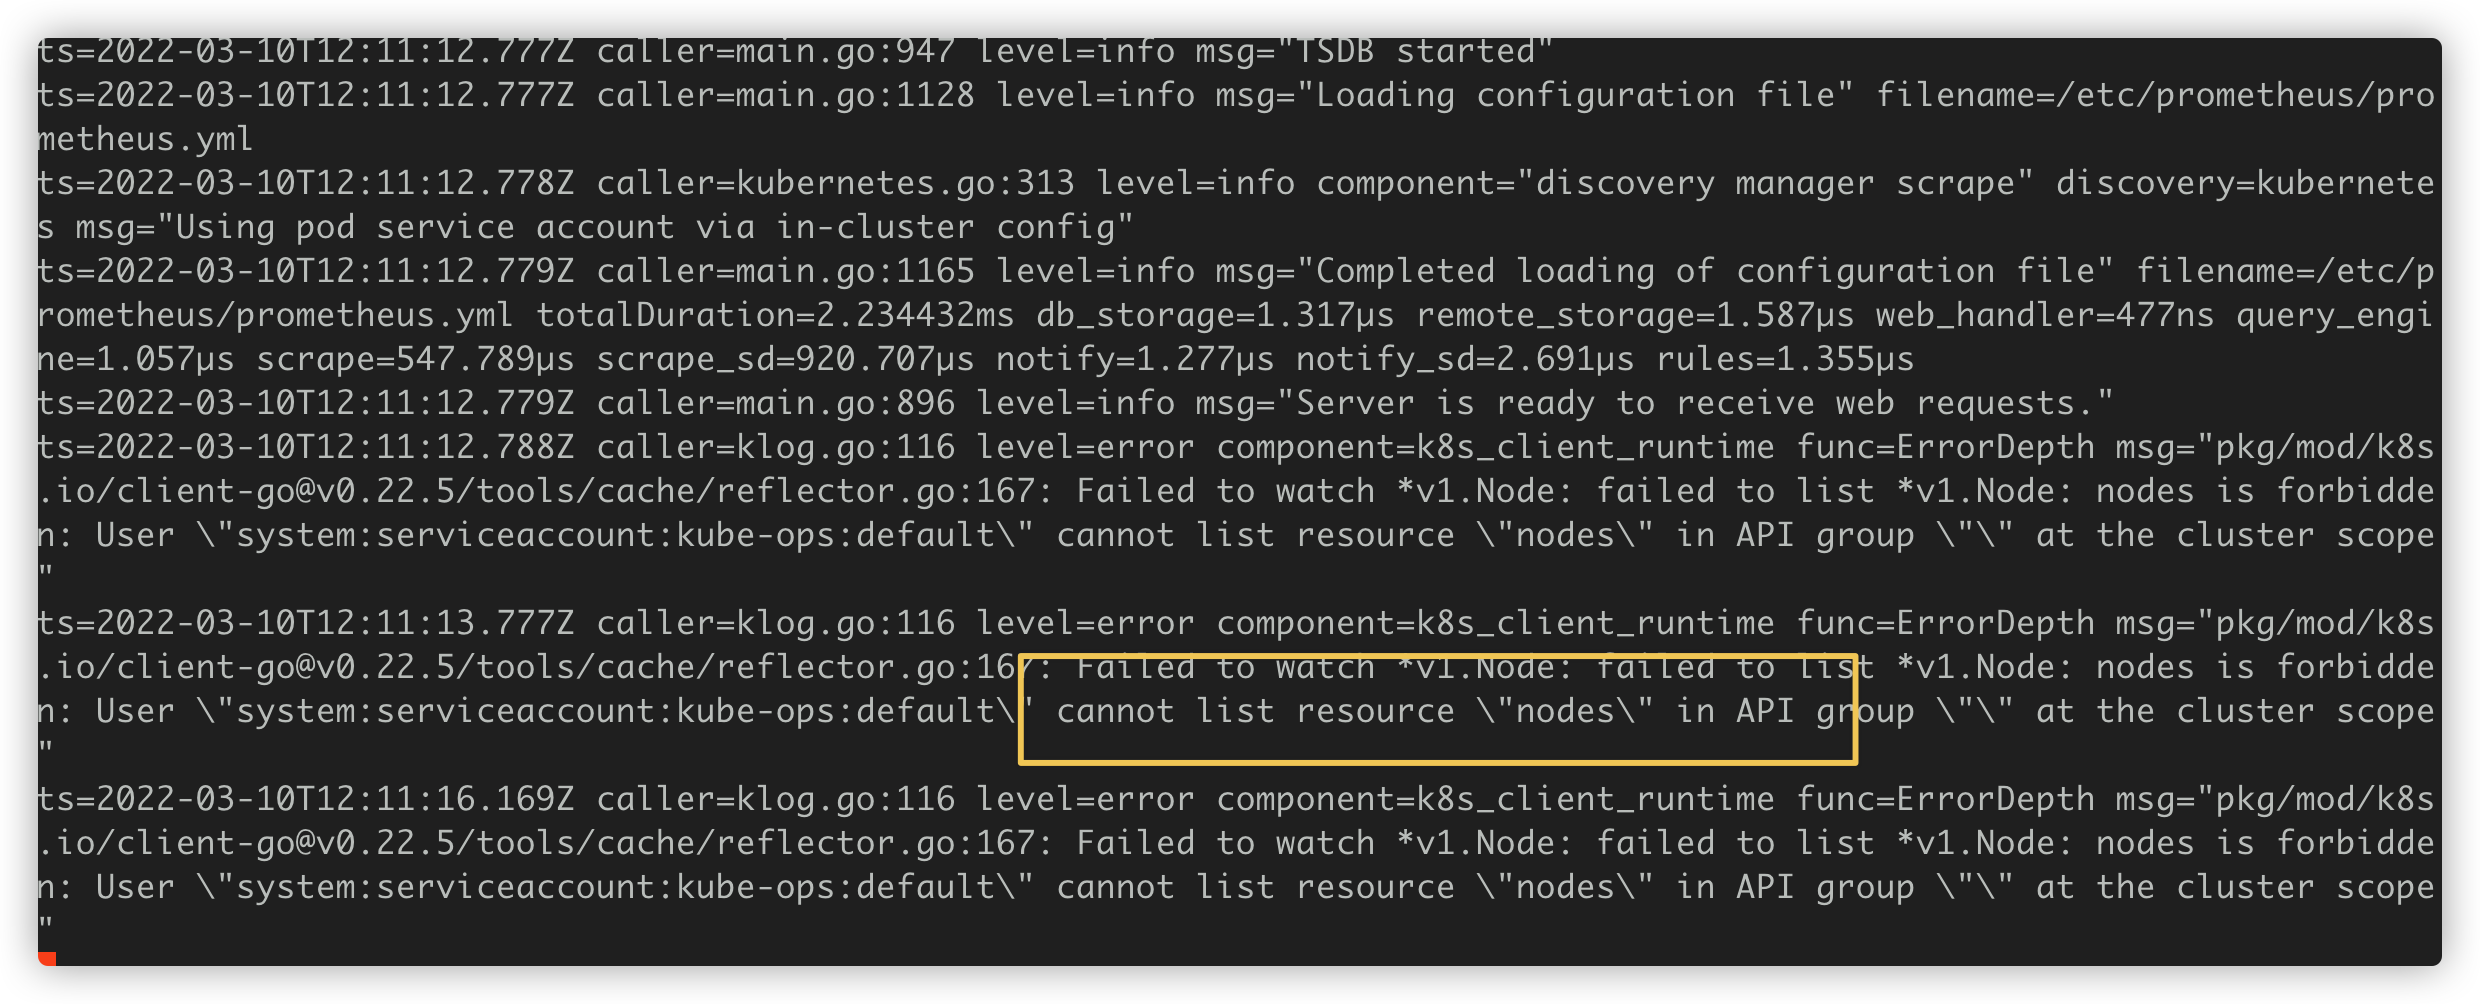 ts=2022-03-10T12:11:12.777Z caller=main.go:947 level=info msg="TSDB started"
ts=2022-03-10T12:11:12.777Z caller=main.go:1128 level=info msg="Loading configuration file" filename=/etc/prometheus/pro
metheus.yml
ts=2022-03-10T12:11:12.778Z caller=kubernetes.go:313 level=info component="discovery manager scrape" discovery=kubernete
s msg="Using pod service account via in-cluster config"
ts=2022-03-10T12:11:12.779Z caller=main.go:1165 level=info msg="Completed loading of configuration file" filename=/etc/p
rometheus/prometheus.yml totalDuration=2.234432ms db_storage=1.317µs remote_storage=1.587µs web_handler=477ns query_engi
ne=1.057µs scrape=547.789µs scrape_sd=920.707µs notify=1.277µs notify_sd=2.691µs rules=1.355µs
ts=2022-03-10T12:11:12.779Z caller=main.go:896 level=info msg="Server is ready to receive web requests."
ts=2022-03-10T12:11:12.788Z caller=klog.go:116 level=error component=k8s_client_runtime func=ErrorDepth msg="pkg/mod/k8s
.io/client-go@v0.22.5/tools/cache/reflector.go:167: Failed to watch *v1.Node: failed to list *v1.Node: nodes is forbidde
n: User \"system:serviceaccount:kube-ops:default\" cannot list resource \"nodes\" in API group \"\" at the cluster scope
"
ts=2022-03-10T12:11:13.777Z caller=klog.go:116 level=error component=k8s_client_runtime func=ErrorDepth msg="pkg/mod/k8s
.io/client-go@v0.22.5/tools/cache/reflector.go:167: Failed to watch *v1.Node: failed to list *v1.Node: nodes is forbidde
n: User \"system:serviceaccount:kube-ops:default\" cannot list resource \"nodes\" in API group \"\" at the cluster scope
"
ts=2022-03-10T12:11:16.169Z caller=klog.go:116 level=error component=k8s_client_runtime func=ErrorDepth msg="pkg/mod/k8s
.io/client-go@v0.22.5/tools/cache/reflector.go:167: Failed to watch *v1.Node: failed to list *v1.Node: nodes is forbidde
n: User \"system:serviceaccount:kube-ops:default\" cannot list resource \"nodes\" in API group \"\" at the cluster scope
"